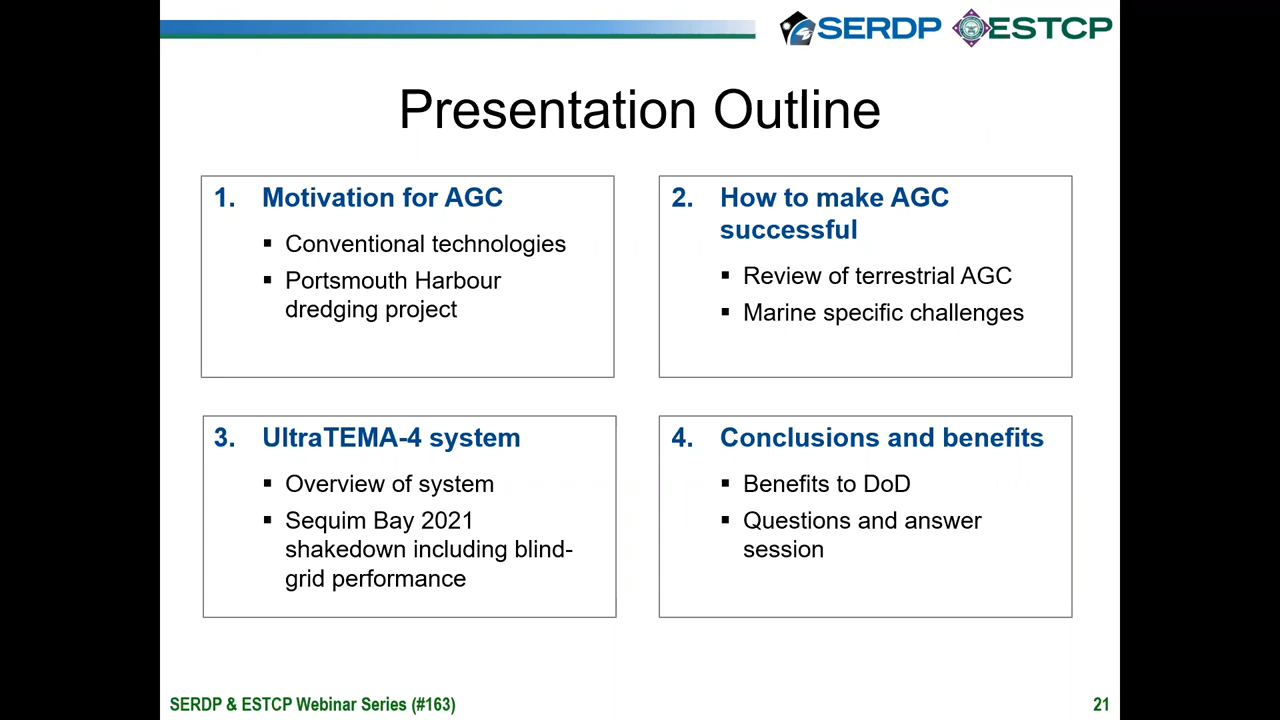 SERDP ESTCP
Presentation Outline
1. Motivation for AGC
▪ Conventional technologies
▪ Portsmouth Harbour
dredging project
2. How to make AGC
successful
▪ Review of terrestrial AGC
▪ Marine specific challenges
3. UltraTEMA-4 system
▪ Overview of system
▪ Sequim Bay 2021
shakedown including blind-
grid performance
4. Conclusions and benefits
▪ Benefits to DoD
▪ Questions and answer
session
SERDP & ESTCP Webinar Series (#163)
21